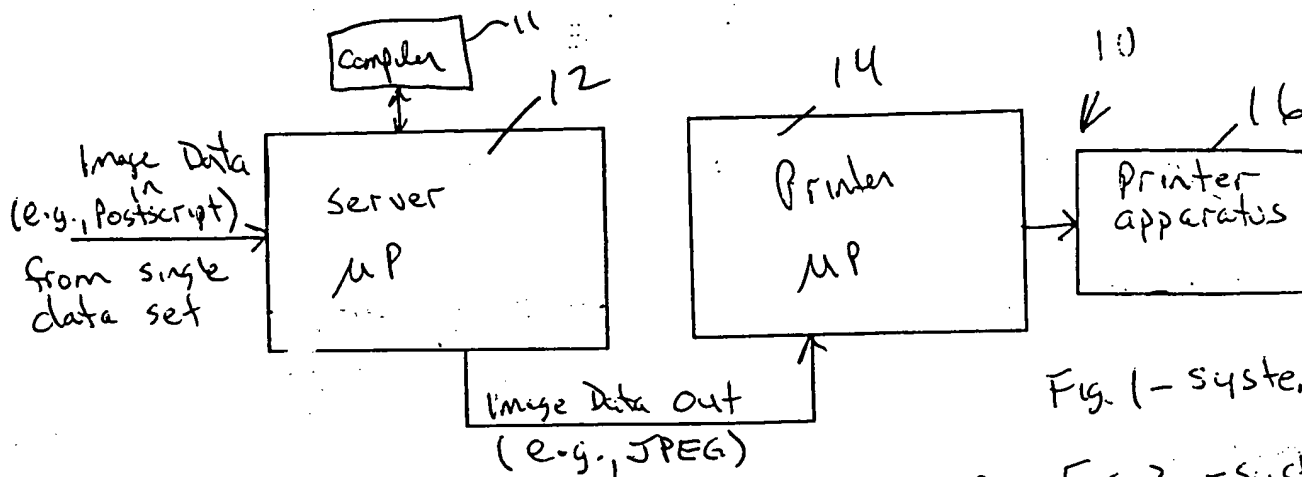 11
Compiler
12
14
10
16
Image Data
in
(e.g., Postscript)
from single
data set
Server
μP
Printer
μP
Printer
apparatus
Image Data Out
(e.g., JPEG)
Fig. 1 - syste